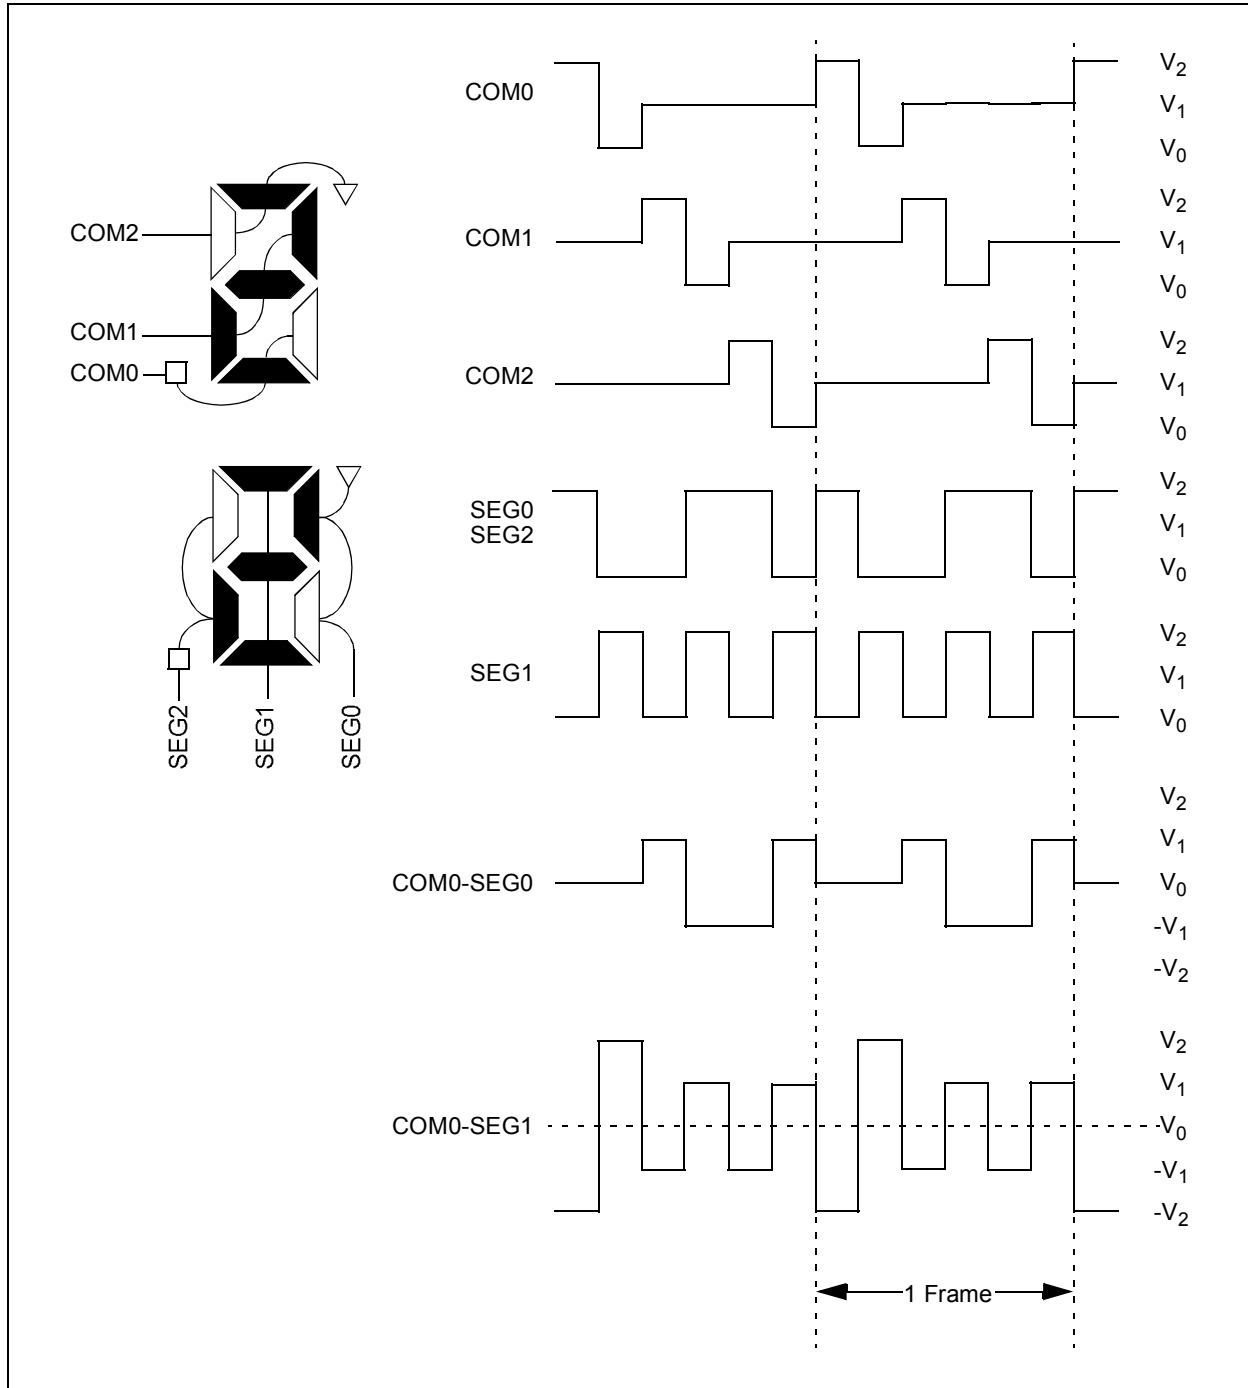 COM0
V2
V1
V0
COM2
COM1
COM0
COM1
V2
V1
V0
COM2
V2
V1
V0
SEG2
SEG1
SEG0
SEG0
SEG2
V2
V1
V0
SEG1
V2
V1
V0
COM0-SEG0
V2
V1
V0
-V1
-V2
COM0-SEG1
V2
V1
V0
-V1
-V2
1 Frame